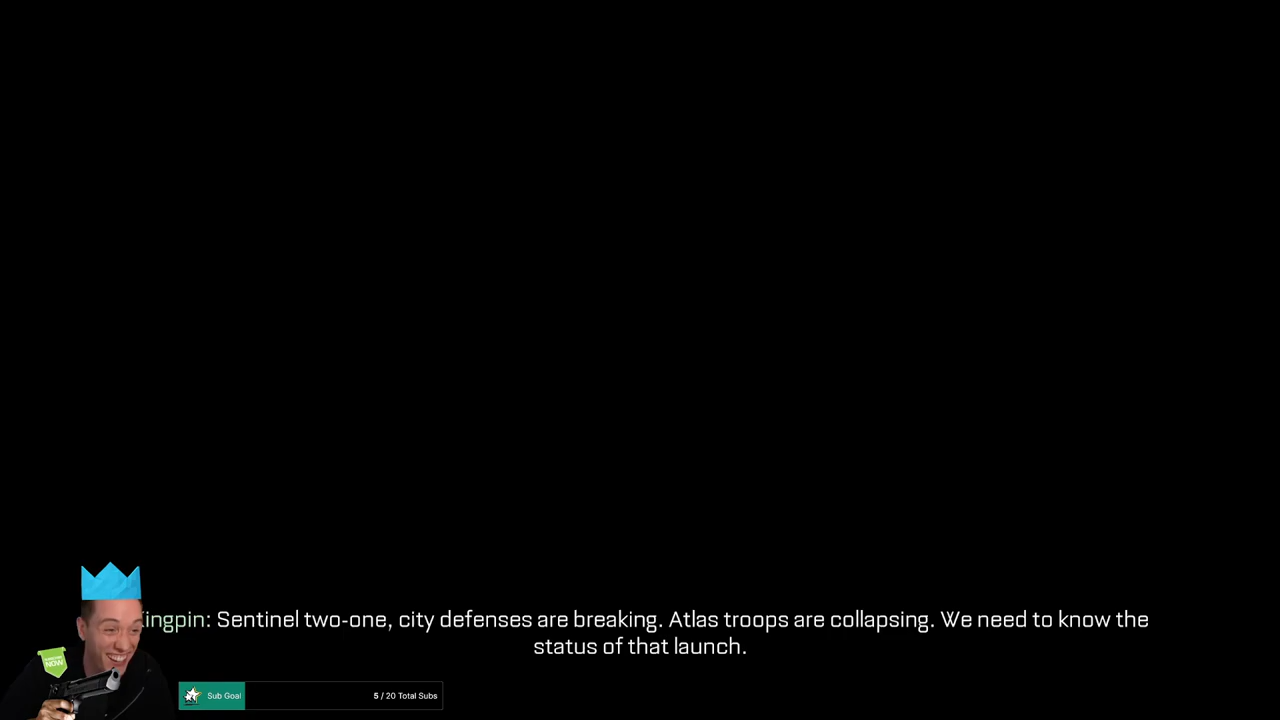 ingpin: Sentinel two-one, city defenses are breaking. Atlas troops are collapsing. We need to know the
status of that launch.
NOW
Sub Goal
5 / 20 Total Subs